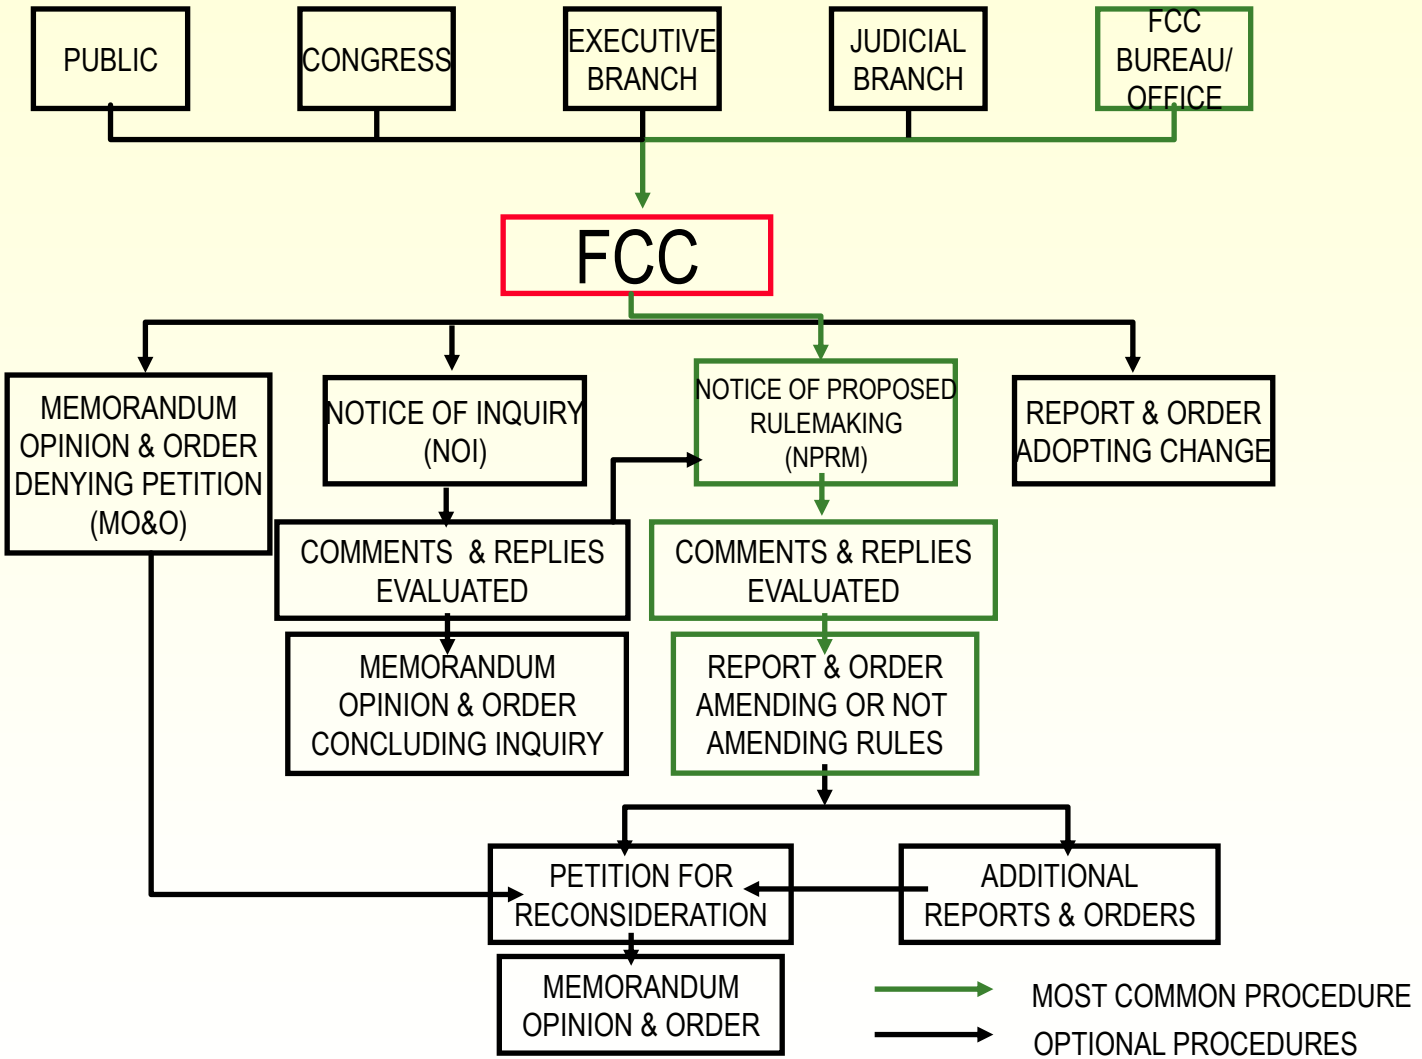 PUBLIC
CONGRESS
EXECUTIVE
BRANCH
JUDICIAL
BRANCH
FCC
BUREAU/
OFFICE
FCC
MEMORANDUM
OPINION & ORDER
DENYING PETITION
(MO&O)
NOTICE OF INQUIRY
(NOI)
NOTICE OF PROPOSED
RULEMAKING
(NPRM)
REPORT & ORDER
ADOPTING CHANGE
COMMENTS & REPLIES
EVALUATED
COMMENTS & REPLIES
EVALUATED
MEMORANDUM
OPINION & ORDER
CONCLUDING INQUIRY
REPORT & ORDER
AMENDING OR NOT
AMENDING RULES
PETITION FOR
RECONSIDERATION
ADDITIONAL
REPORTS & ORDERS
MEMORANDUM
OPINION & ORDER
MOST COMMON PROCEDURE
OPTIONAL PROCEDURES